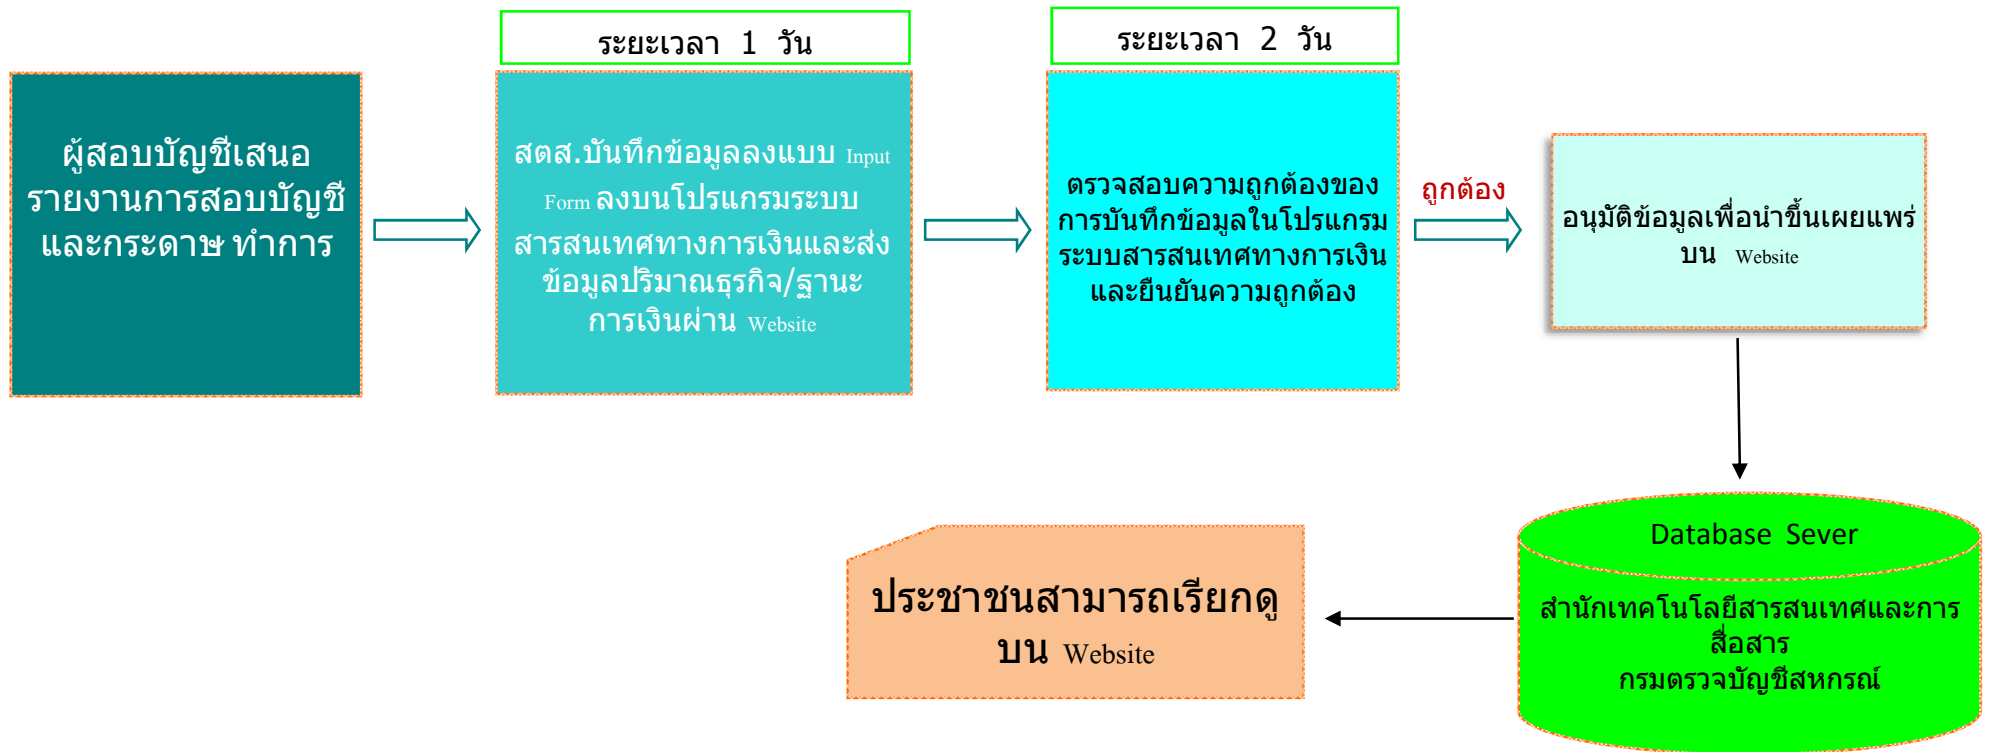 ระยะเวลา 1 วัน
ระยะเวลา 2 วัน
ผู้สอบบัญชีเสนอ
รายงานการสอบบัญชี
และกระดาษ ทำการ
สตส.บันทึกข้อมูลลงแบบ Input
Form ลงบนโปรแกรมระบบ
สารสนเทศทางการเงินและส่ง
ข้อมูลปริมาณธุรกิจ/ฐานะ
การเงินผ่าน Website
ตรวจสอบความถูกต้องของ
การบันทึกข้อมูลในโปรแกรม
ระบบสารสนเทศทางการเงิน
และยืนยันความถูกต้อง
ถูกต้อง
อนุมัติข้อมูลเพื่อนำขึ้นเผยแพร่
บน Website
Database Sever
สำนักเทคโนโลยีสารสนเทศและการ
สื่อสาร
กรมตรวจบัญชีสหกรณ์
ประชาชนสามารถเรียกดู
บน Website